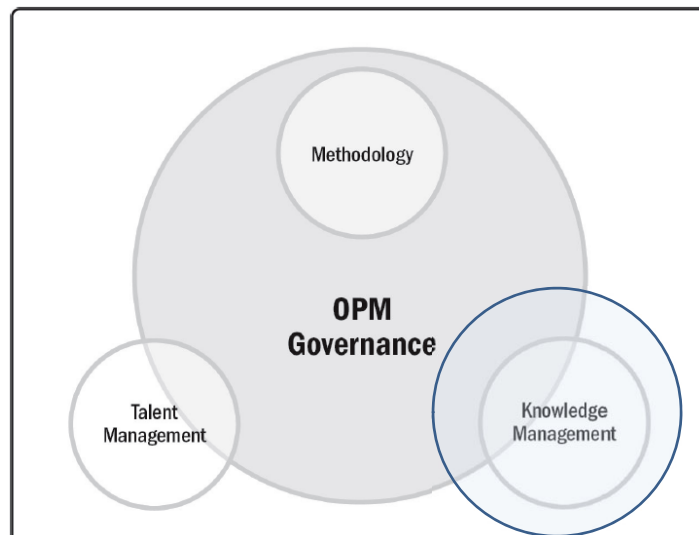 Methodology
OPM
Governance
Talent
Management
Knowledge
Management